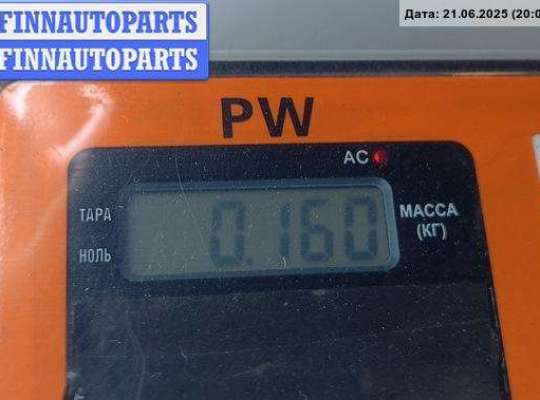 FINNAUTOPARTS
FINNAUTOPARTS
Дата: 21.06.2025 (20:0
PW
AC
ТАРА
НОЛЬ
0.160
МАССА
(КГ)